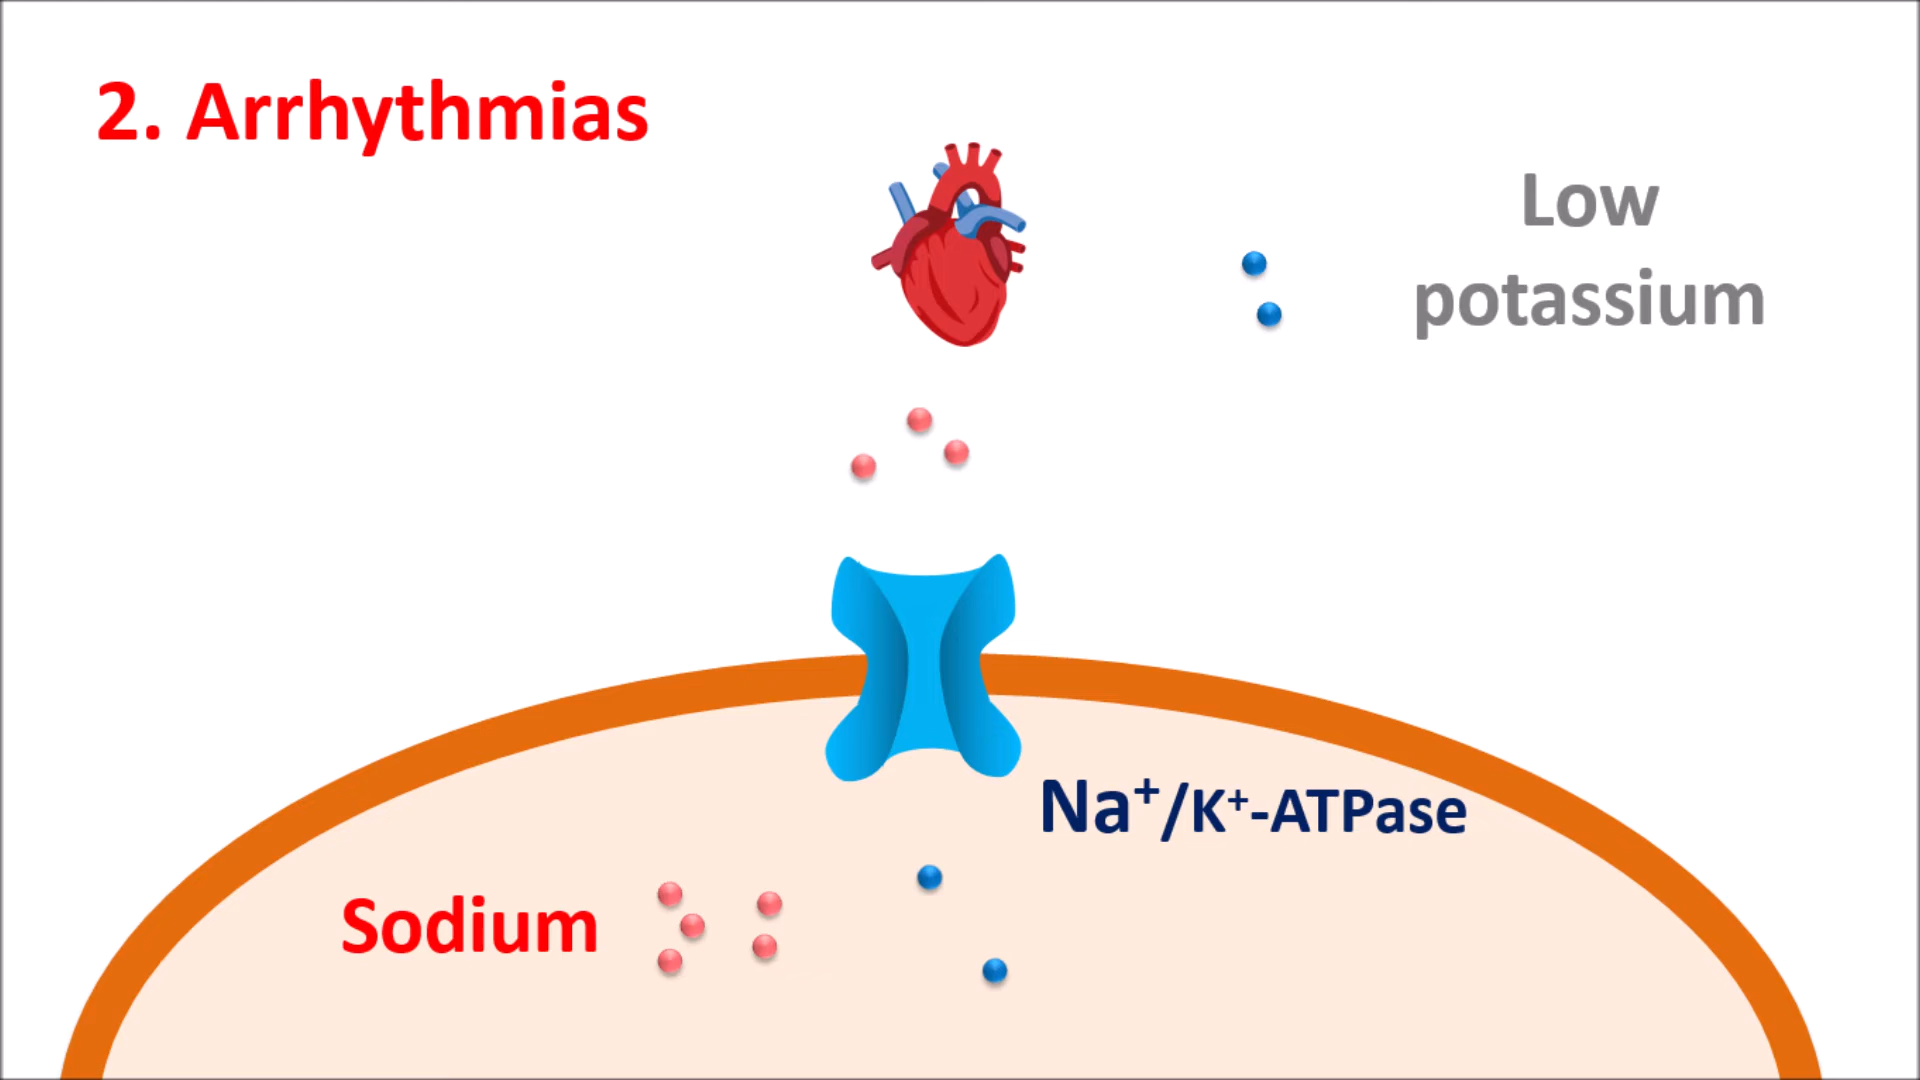 2. Arrhythmias
Low
potassium
Na⁺/K⁺-ATPase
Sodium